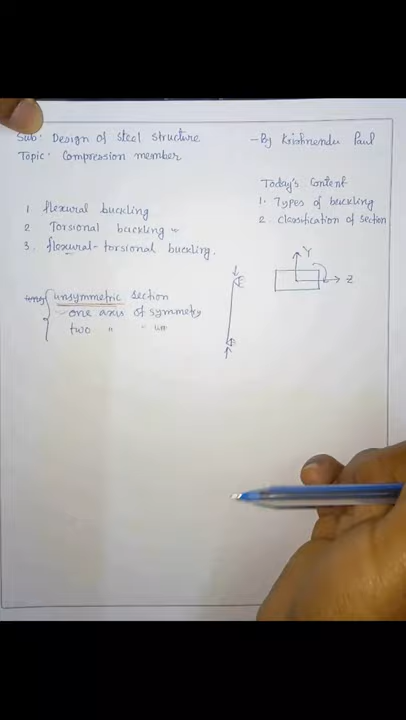 Sub: Design of steel structure
- By Krishnendu Paul
Topic: Compression member
Today's Content
1. Types of buckling
2. Classification of section
1 flexural buckling
2 Torsional buckling
3. flexural-torsional buckling.
Y
Z
unsymmetric section
one axis of symmetry
two " "